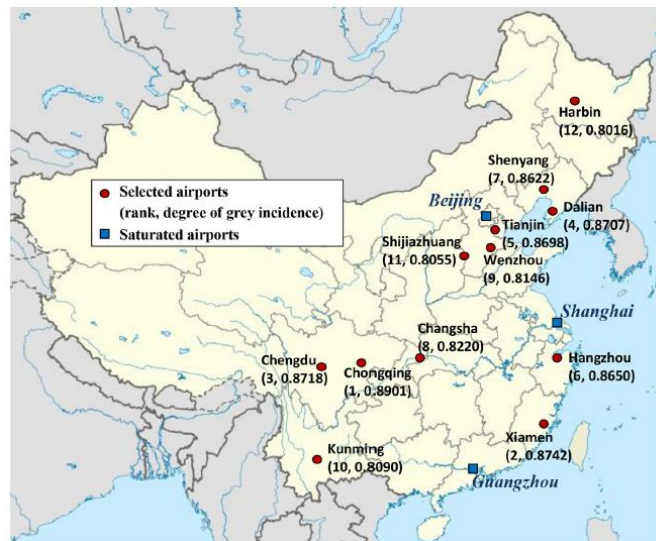 Harbin
(12, 0.8016)
Shenyang
(7, 0.8622)
Selected airports
(rank, degree of grey incidence)
Saturated airports
Beijing
Dalian
(4, 0.8707)
Tianjin
(5, 0.8698)
Shijiazhuang
(11, 0.8055)
Wenzhou
(9, 0.8146)
Shanghai
Changsha
(8, 0.8220)
Chengdu
(3, 0.8718)
Chongqing
(1, 0.8901)
Hangzhou
(6, 0.8650)
Xiamen
(2, 0.8742)
Kunming
(10, 0.8090)
Guangzhou